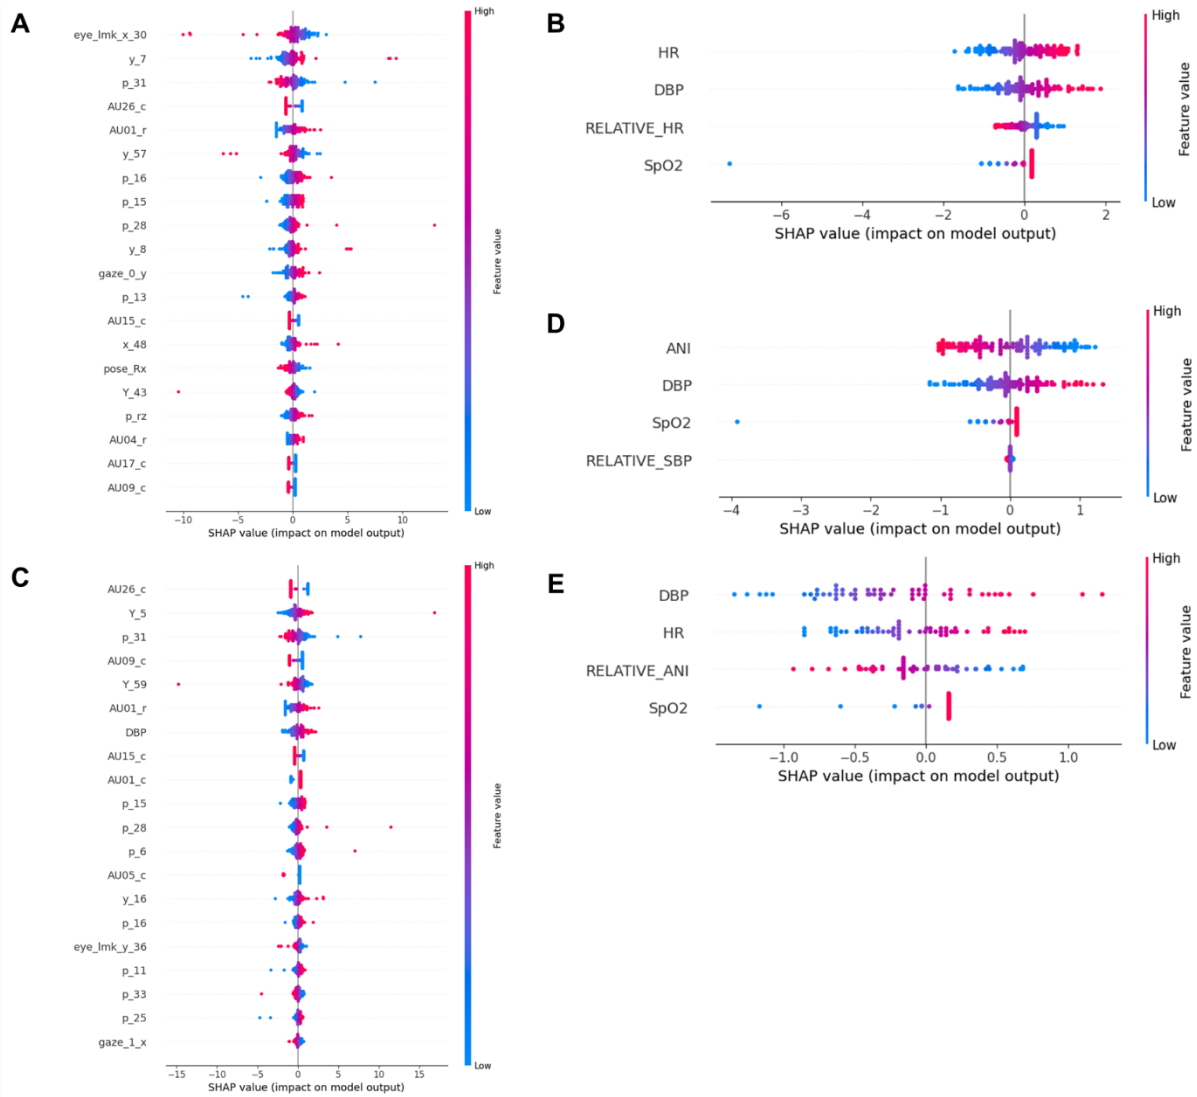 A
High
eye_lmk_x_30
y_7
p_31
AU26_c
AU01_r
y_57
p_16
p_15
p_28
y_8
gaze_0_y
p_13
AU15_c
x_48
pose_Rx
Y_43
p_rz
AU04_r
AU17_c
AU09_c
Feature value
Low
−10 −5 0 5 10
SHAP value (impact on model output)
B
High
HR
DBP
RELATIVE_HR
SpO2
Feature value
Low
−6 −4 −2 0 2
SHAP value (impact on model output)
C
High
AU26_c
Y_5
p_31
AU09_c
Y_59
AU01_r
DBP
AU15_c
AU01_c
p_15
p_28
p_6
AU05_c
y_16
p_16
eye_lmk_y_36
p_11
p_33
p_25
gaze_1_x
Feature value
Low
−15 −10 −5 0 5 10 15
SHAP value (impact on model output)
D
High
ANI
DBP
SpO2
RELATIVE_SBP
Feature value
Low
−4 −3 −2 −1 0 1
SHAP value (impact on model output)
E
High
DBP
HR
RELATIVE_ANI
SpO2
Feature value
Low
−1.0 −0.5 0.0 0.5 1.0
SHAP value (impact on model output)